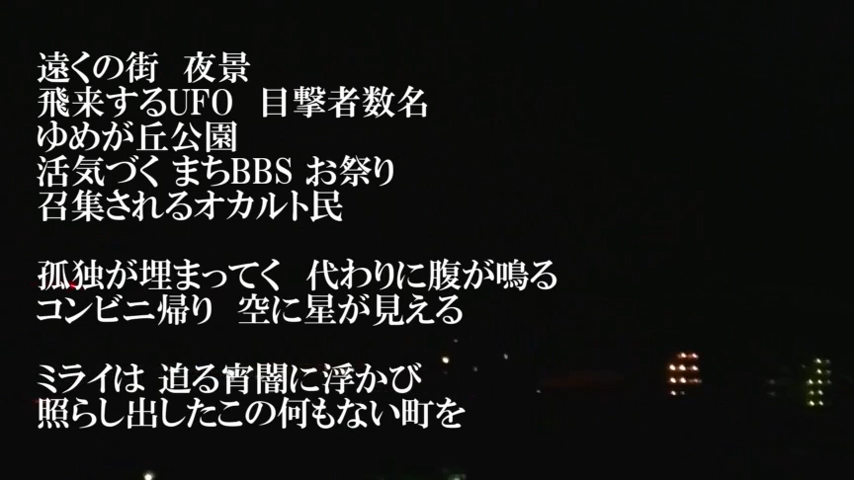 遠くの街　夜景
飛来するUFO　目撃者数名
ゆめが丘公園
活気づく まちBBS お祭り
召集されるオカルト民
孤独が埋まってく　代わりに腹が鳴る
コンビニ帰り　空に星が見える
ミライは 迫る宵闇に浮かび
照らし出したこの何もない町を